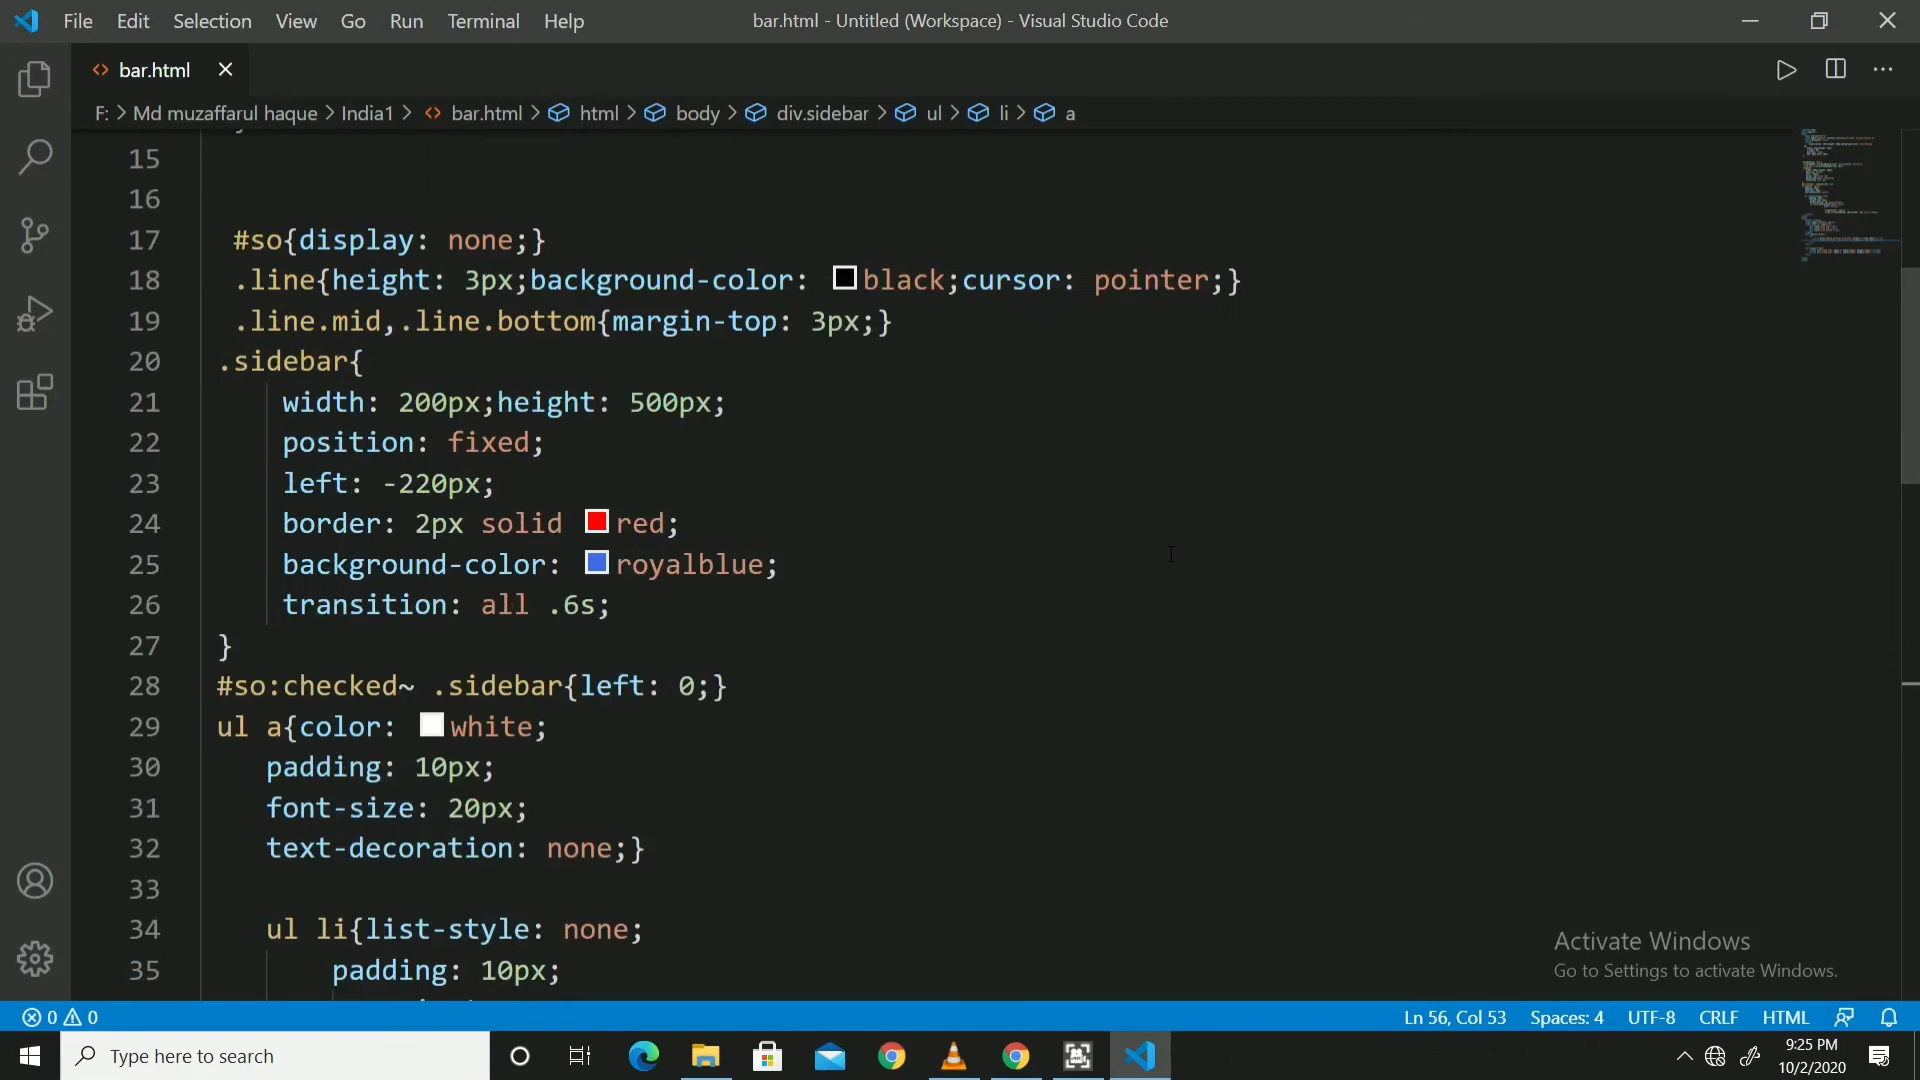 File Edit Selection View Go Run Terminal Help
bar.html - Untitled (Workspace) - Visual Studio Code
bar.html
F: > Md muzaffarul haque > India1 > bar.html > html > body > div.sidebar > ul > li > a
15
16
17 #so{display: none;}
18 .line{height: 3px;background-color: black;cursor: pointer;}
19 .line.mid,.line.bottom{margin-top: 3px;}
20 .sidebar{
21 width: 200px;height: 500px;
22 position: fixed;
23 left: -220px;
24 border: 2px solid red;
25 background-color: royalblue;
26 transition: all .6s;
27 }
28 #so:checked~ .sidebar{left: 0;}
29 ul a{color: white;
30 padding: 10px;
31 font-size: 20px;
32 text-decoration: none;}
33
34 ul li{list-style: none;
35 padding: 10px;
Activate Windows
Go to Settings to activate Windows.
0 0
Ln 56, Col 53 Spaces: 4 UTF-8 CRLF HTML
Type here to search
9:25 PM
10/2/2020